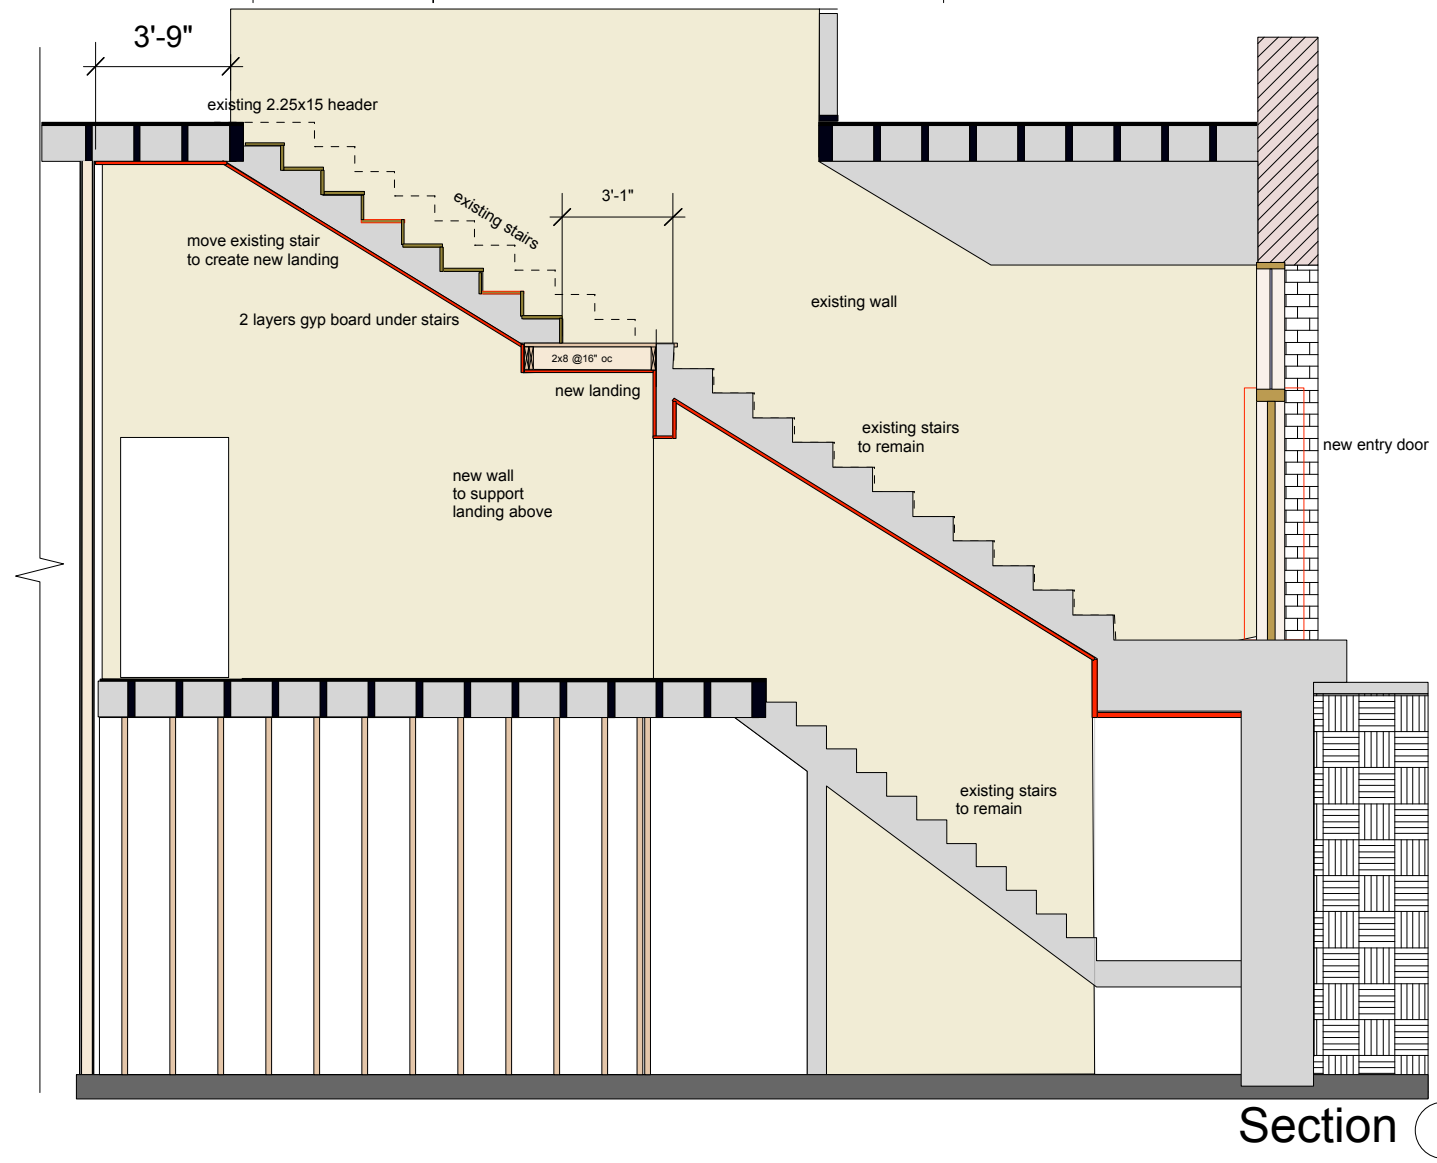 3'-9"
existing 2.25x15 header
existing stairs
3'-1"
move existing stair
to create new landing
existing wall
2 layers gyp board under stairs
2x8 @16" oc
new landing
existing stairs
to remain
new entry door
new wall
to support
landing above
existing stairs
to remain
Section